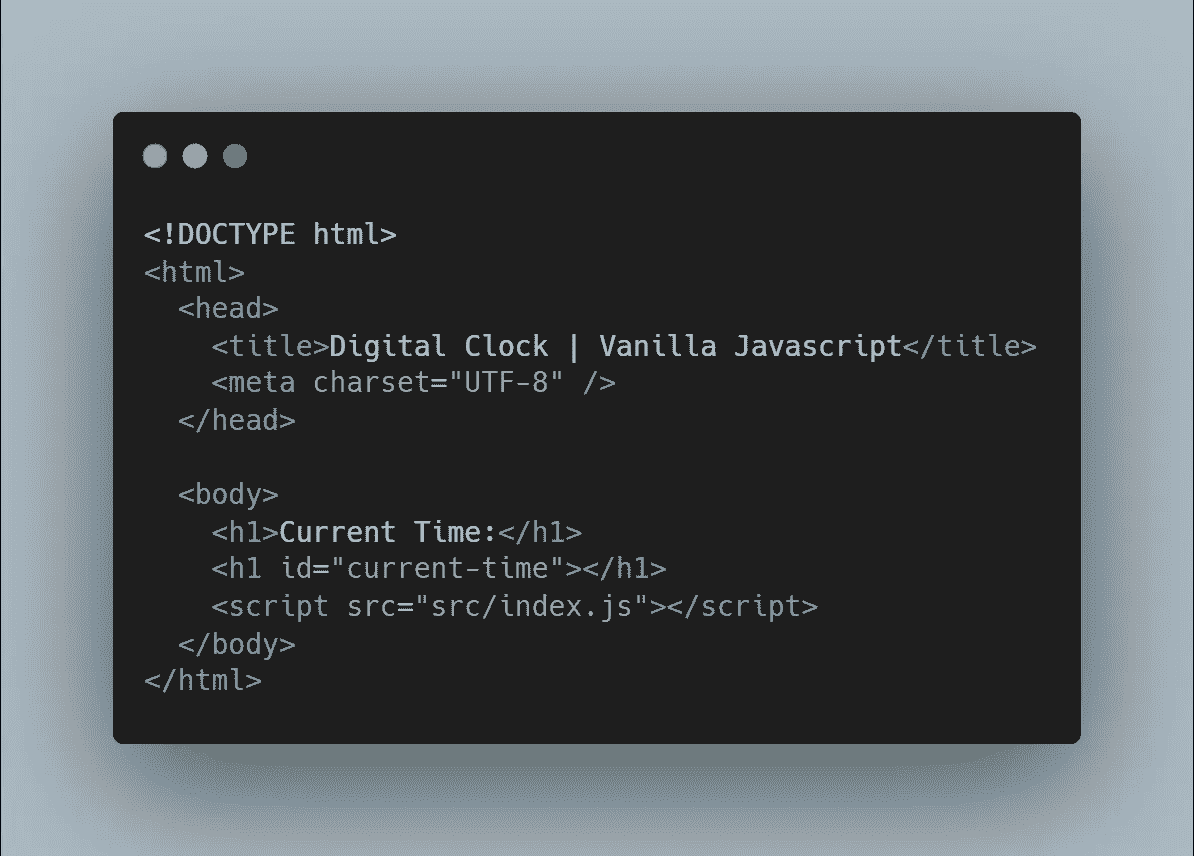 <!DOCTYPE html>
<html>
<head>
<title>Digital Clock | Vanilla Javascript</title>
<meta charset="UTF-8" />
</head>
<body>
<h1>Current Time:</h1>
<h1 id="current-time"></h1>
<script src="src/index.js"></script>
</body>
</html>